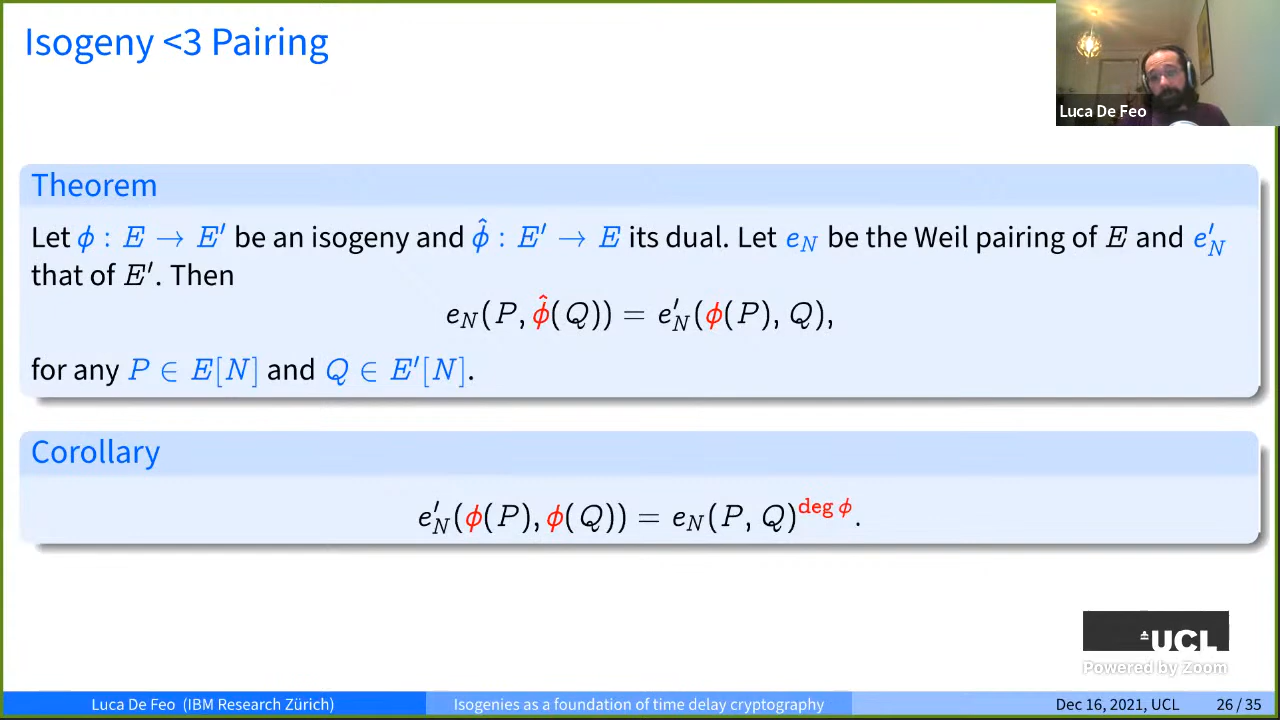 Isogeny <3 Pairing
Luca De Feo
Theorem
Let ϕ : E → E′ be an isogeny and ϕ̂ : E′ → E its dual. Let e_N be the Weil pairing of E and e′_N
that of E′. Then
e_N(P, ϕ̂(Q)) = e′_N(ϕ(P), Q),
for any P ∈ E[N] and Q ∈ E′[N].
Corollary
e′_N(ϕ(P), ϕ(Q)) = e_N(P, Q)^{deg ϕ}.
UCL
Powered by Zoom
Luca De Feo (IBM Research Zürich)
Isogenies as a foundation of time delay cryptography
Dec 16, 2021, UCL
26 / 35